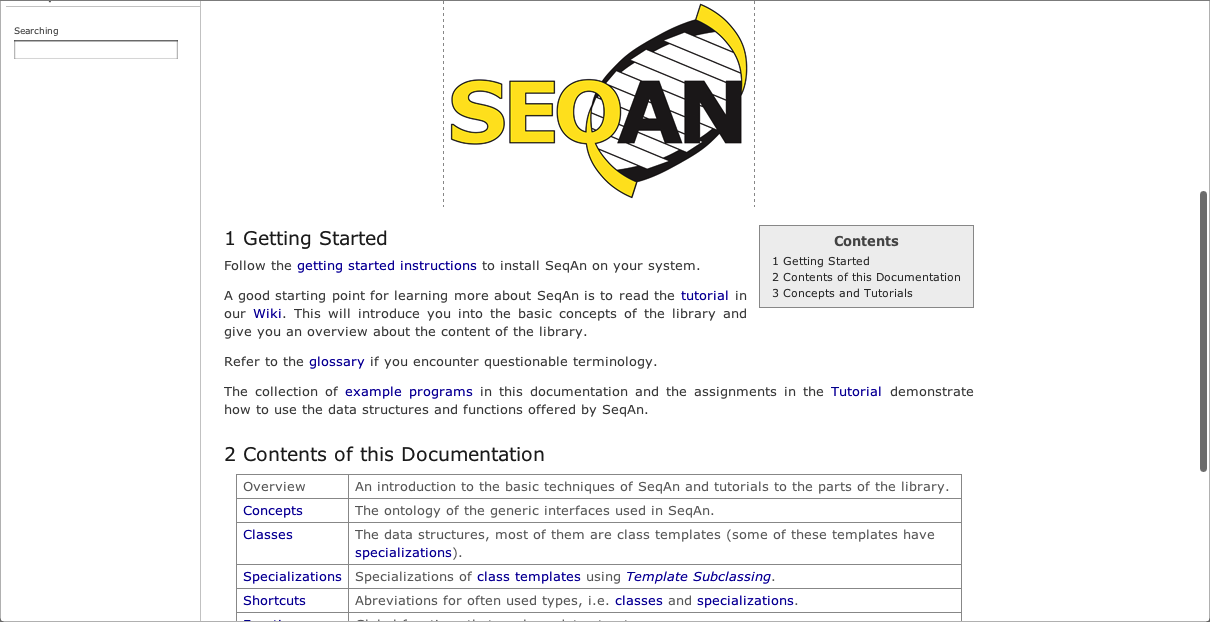 Searching
SEQAN
1 Getting Started
Contents
1 Getting Started
2 Contents of this Documentation
3 Concepts and Tutorials
Follow the getting started instructions to install SeqAn on your system.
A good starting point for learning more about SeqAn is to read the tutorial in
our Wiki. This will introduce you into the basic concepts of the library and
give you an overview about the content of the library.
Refer to the glossary if you encounter questionable terminology.
The collection of example programs in this documentation and the assignments in the Tutorial demonstrate
how to use the data structures and functions offered by SeqAn.
2 Contents of this Documentation
Overview An introduction to the basic techniques of SeqAn and tutorials to the parts of the library.
Concepts The ontology of the generic interfaces used in SeqAn.
Classes The data structures, most of them are class templates (some of these templates have
specializations).
Specializations Specializations of class templates using Template Subclassing.
Shortcuts Abreviations for often used types, i.e. classes and specializations.